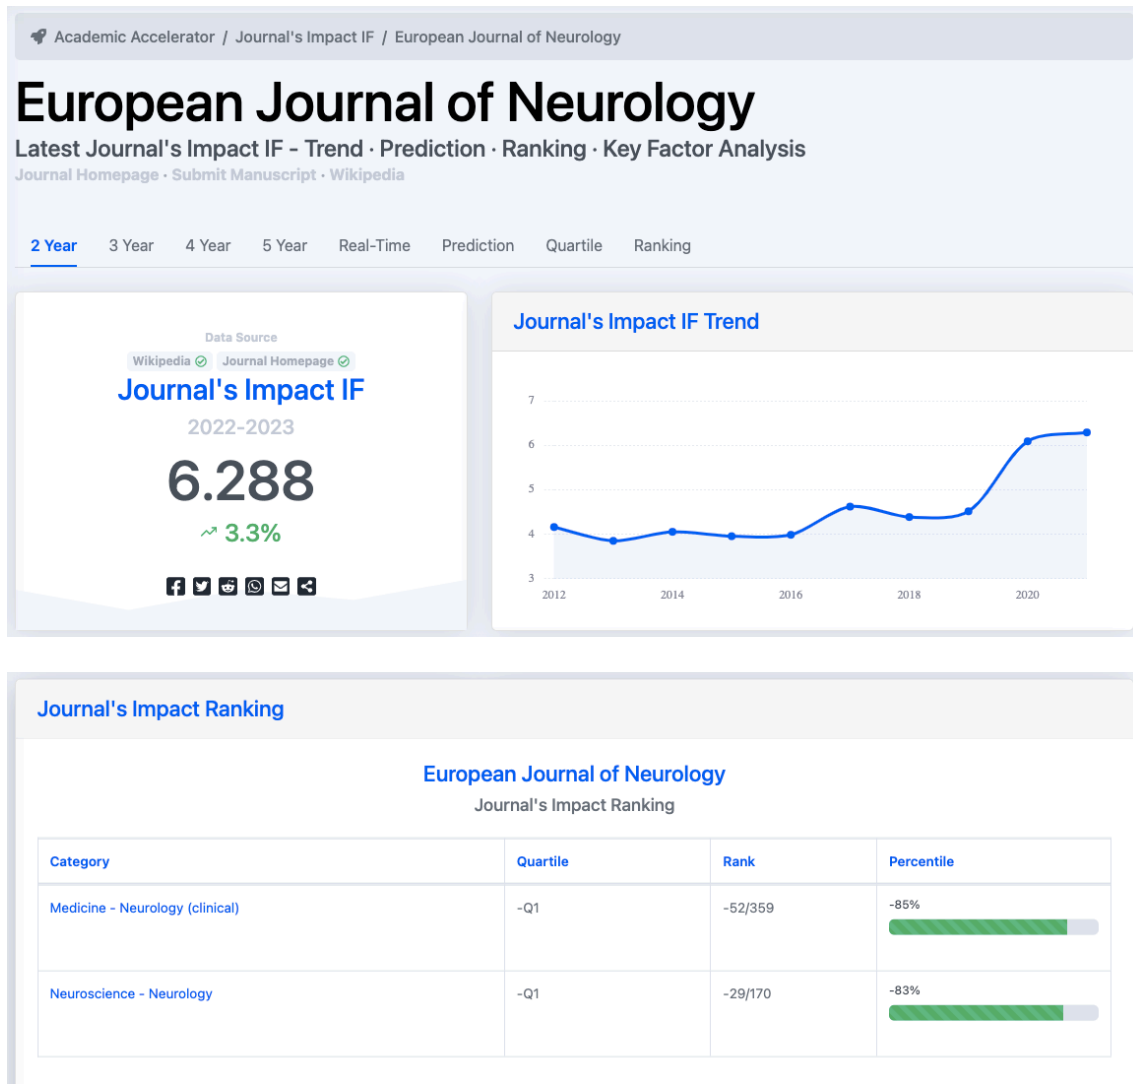 Academic Accelerator / Journal's Impact IF / European Journal of Neurology
European Journal of Neurology
Latest Journal's Impact IF - Trend · Prediction · Ranking · Key Factor Analysis
Journal Homepage · Submit Manuscript · Wikipedia
2 Year 3 Year 4 Year 5 Year Real-Time Prediction Quartile Ranking
Data Source
Wikipedia Journal Homepage
Journal's Impact IF
2022-2023
6.288
3.3%
Journal's Impact IF Trend
7
6
5
4
3
2012 2014 2016 2018 2020
Journal's Impact Ranking
European Journal of Neurology
Journal's Impact Ranking
Category Quartile Rank Percentile
Medicine - Neurology (clinical) -Q1 -52/359 -85%
Neuroscience - Neurology -Q1 -29/170 -83%